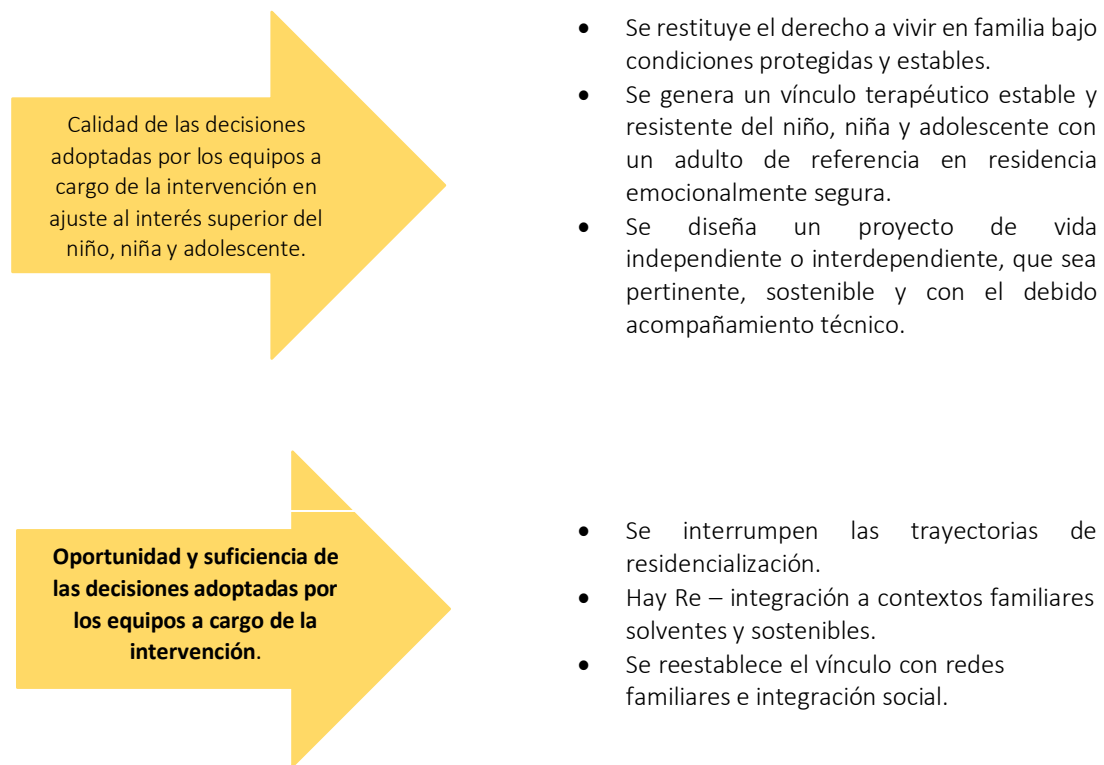 Calidad de las decisiones
adoptadas por los equipos a
cargo de la intervención en
ajuste al interés superior del
niño, niña y adolescente.
• Se restituye el derecho a vivir en familia bajo
condiciones protegidas y estables.
• Se genera un vínculo terapéutico estable y
resistente del niño, niña y adolescente con
un adulto de referencia en residencia
emocionalmente segura.
• Se diseña un proyecto de vida
independiente o interdependiente, que sea
pertinente, sostenible y con el debido
acompañamiento técnico.
Oportunidad y suficiencia de
las decisiones adoptadas por
los equipos a cargo de la
intervención.
• Se interrumpen las trayectorias de
residencialización.
• Hay Re – integración a contextos familiares
solventes y sostenibles.
• Se reestablece el vínculo con redes
familiares e integración social.